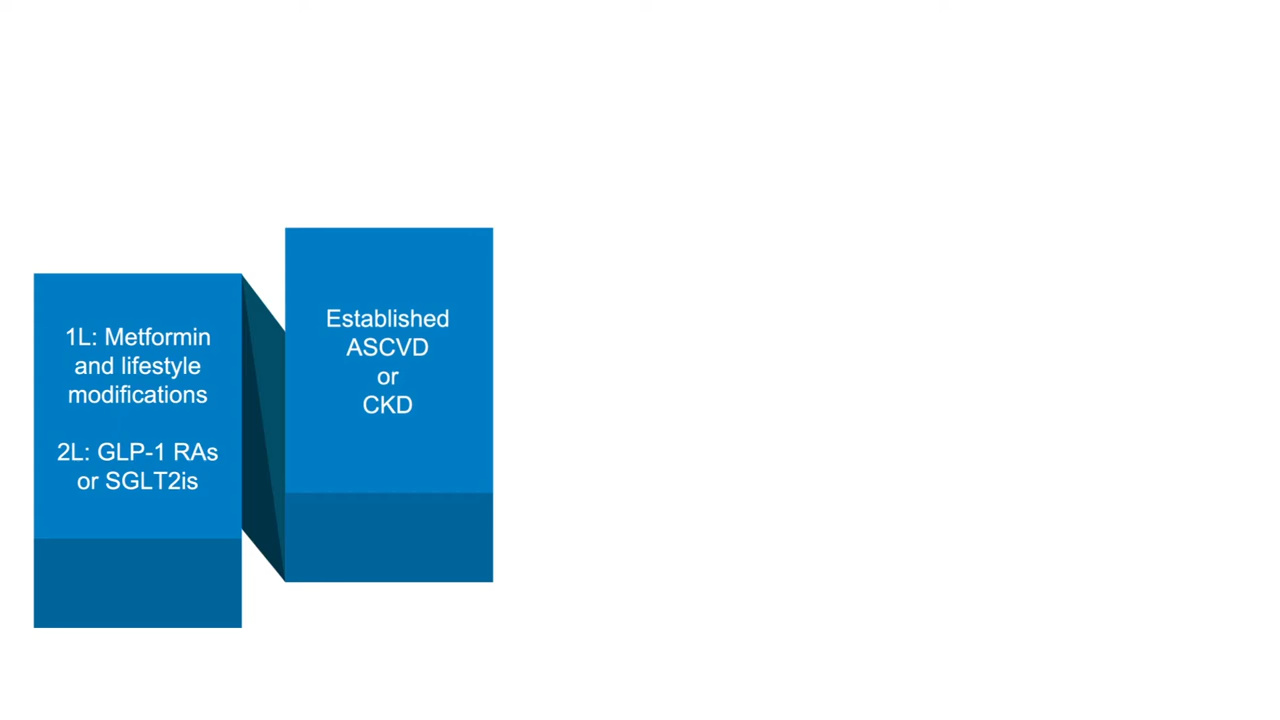 1L: Metformin
and lifestyle
modifications
2L: GLP-1 RAs
or SGLT2is
Established
ASCVD
or
CKD